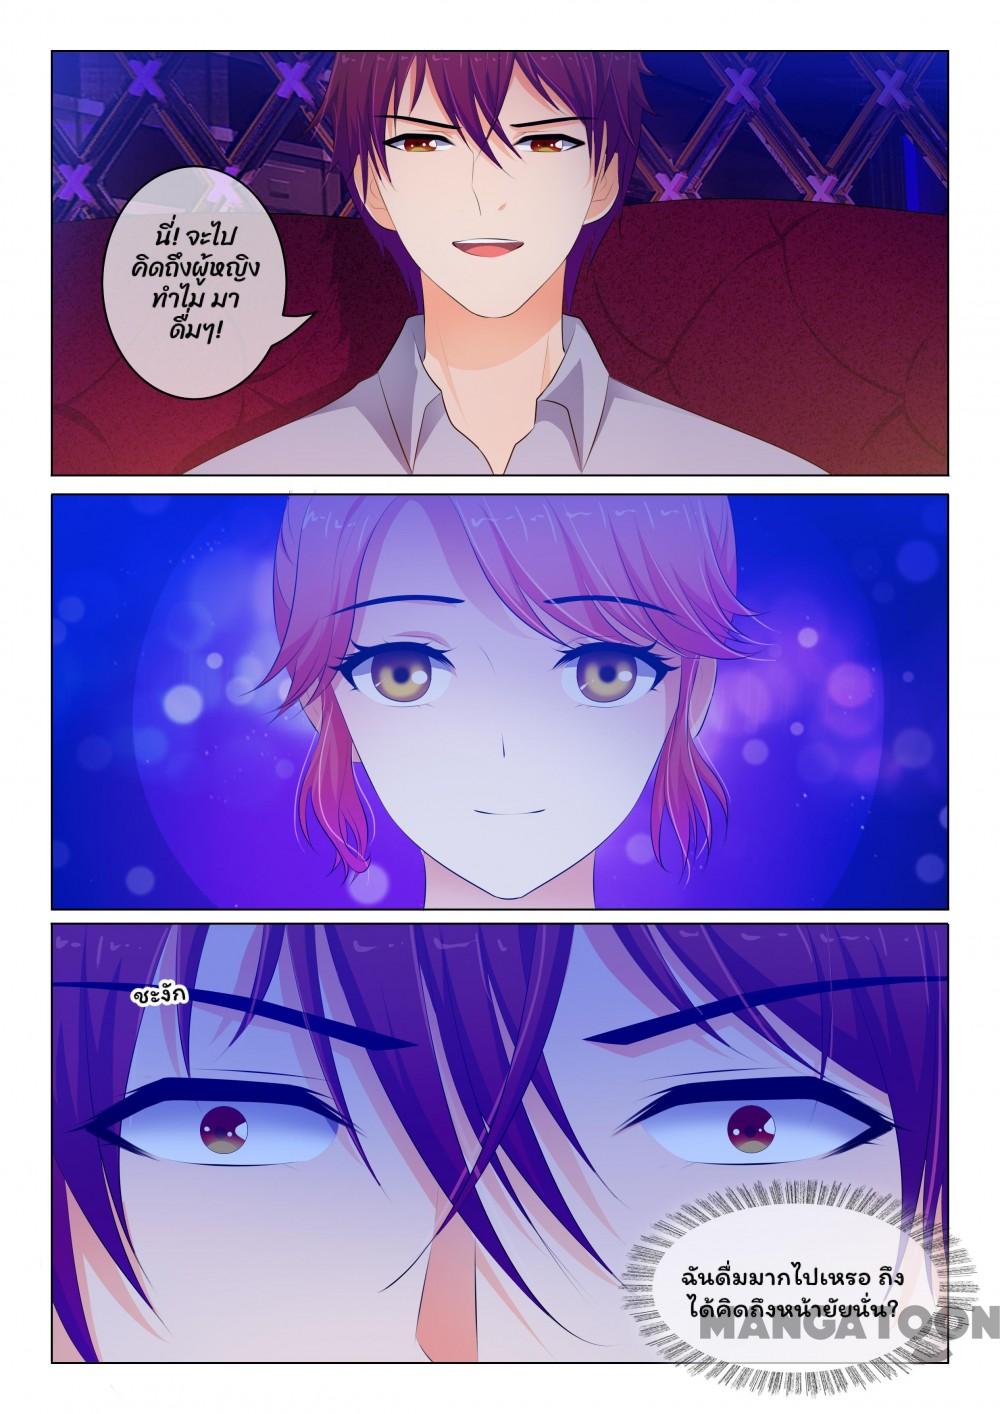 นี่! จะไป
คิดถึงผู้หญิง
ทำไม มา
ดื่มๆ!
ชะงัก
ฉันดื่มมากไปเหรอ ถึง
ได้คิดถึงหน้ายัยนั่น?
MANGATOON